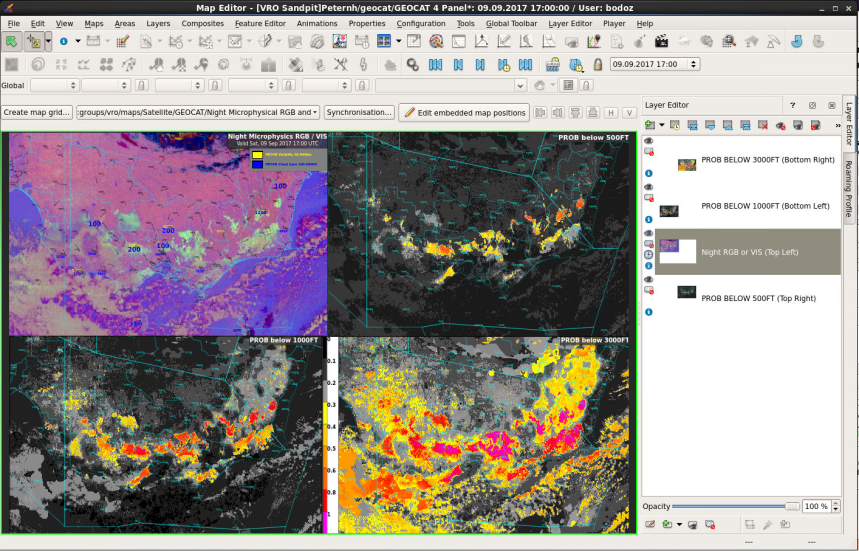 Map Editor - [VRO Sandpit]Peternh/geocat/GEOCAT 4 Panel*: 09.09.2017 17:00:00 / User: bodoz
File Edit View Maps Areas Layers Composites Feature Editor Animations Properties Configuration Tools Global Toolbar Layer Editor Player Help
09.09.2017 17:00
Global
Create map grid... :groups/vro/maps/Satellite/GEOCAT/Night Microphysical RGB and Synchronisation... Edit embedded map positions H V
Layer Editor ?
Layer Editor
Roaming Profile
Night Microphysics RGB / VIS
Valid Sat, 09 Sep 2017 17:00 UTC
PROB below 500FT
100
100
200
200
100
PROB below 1000FT
PROB below 3000FT
0
0.1
0.2
0.3
0.4
0.5
0.6
0.8
1
PROB BELOW 3000FT (Bottom Right)
PROB BELOW 1000FT (Bottom Left)
Night RGB or VIS (Top Left)
PROB BELOW 500FT (Top Right)
Opacity 100 %
--- ---